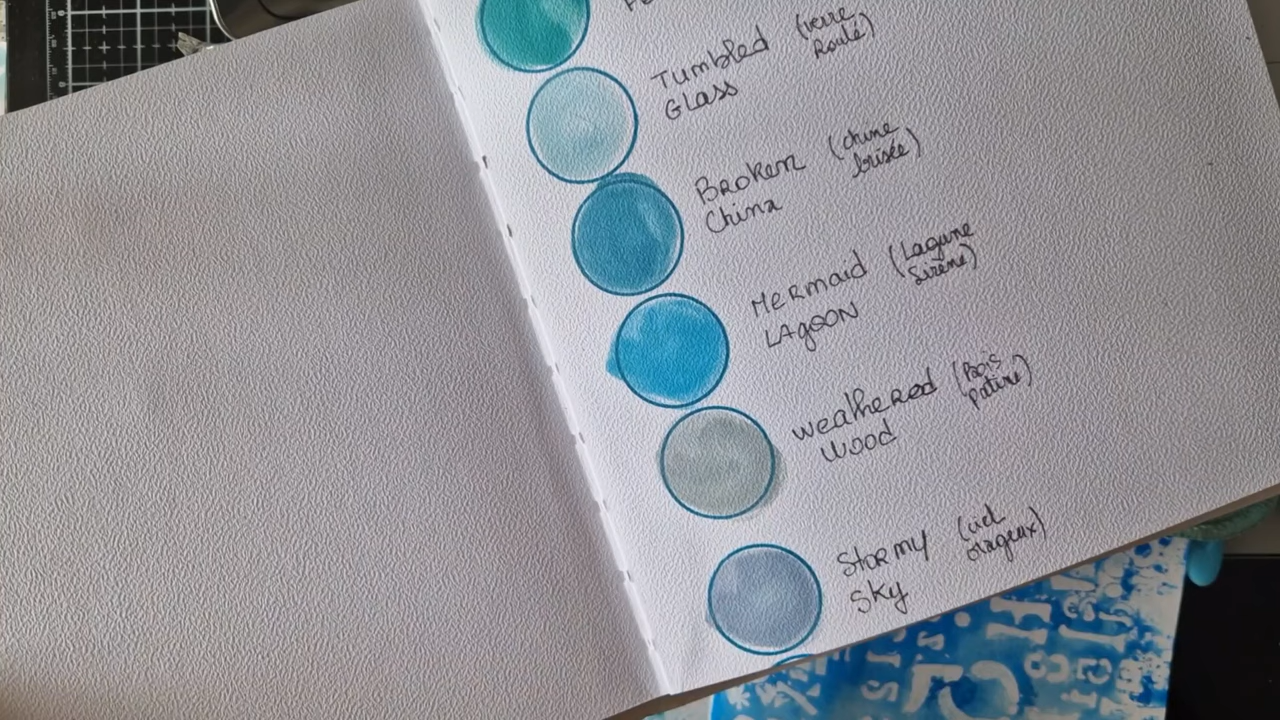 Tumbled (verre
Glass Roulé)
Broken (chine
China brisée)
Mermaid (Lagune
Lagoon Sirène)
Weathered (Bois
Wood patiné)
Stormy (ciel
Sky orageux)